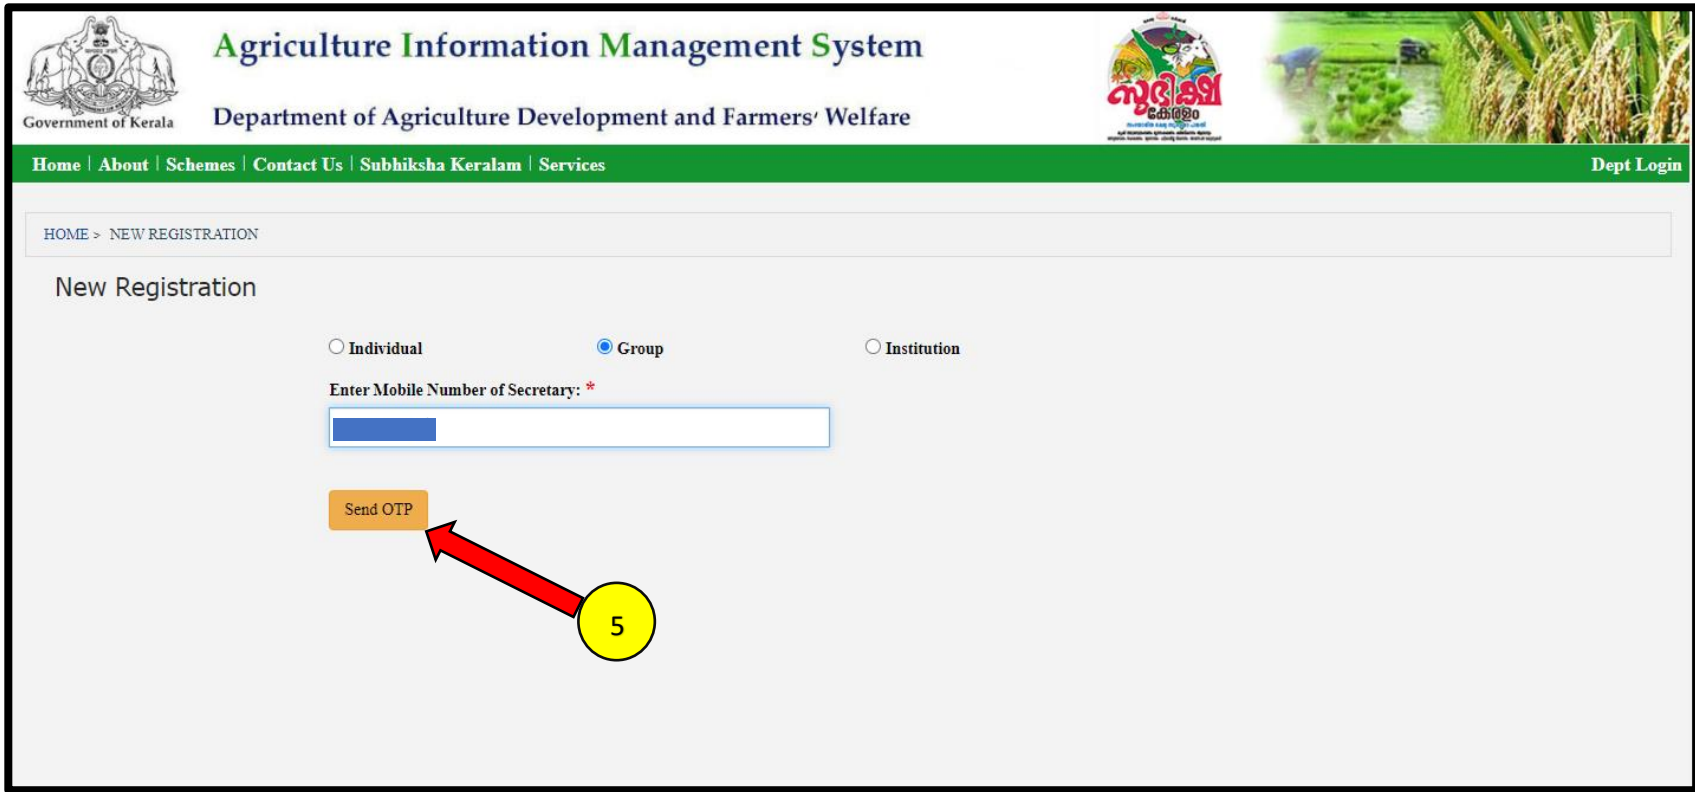 Agriculture Information Management System
Government of Kerala
Department of Agriculture Development and Farmers' Welfare
സുഭിക്ഷ
കേരളം
Home | About | Schemes | Contact Us | Subhiksha Keralam | Services
Dept Login
HOME > NEW REGISTRATION
New Registration
Individual
Group
Institution
Enter Mobile Number of Secretary: *
Send OTP
5